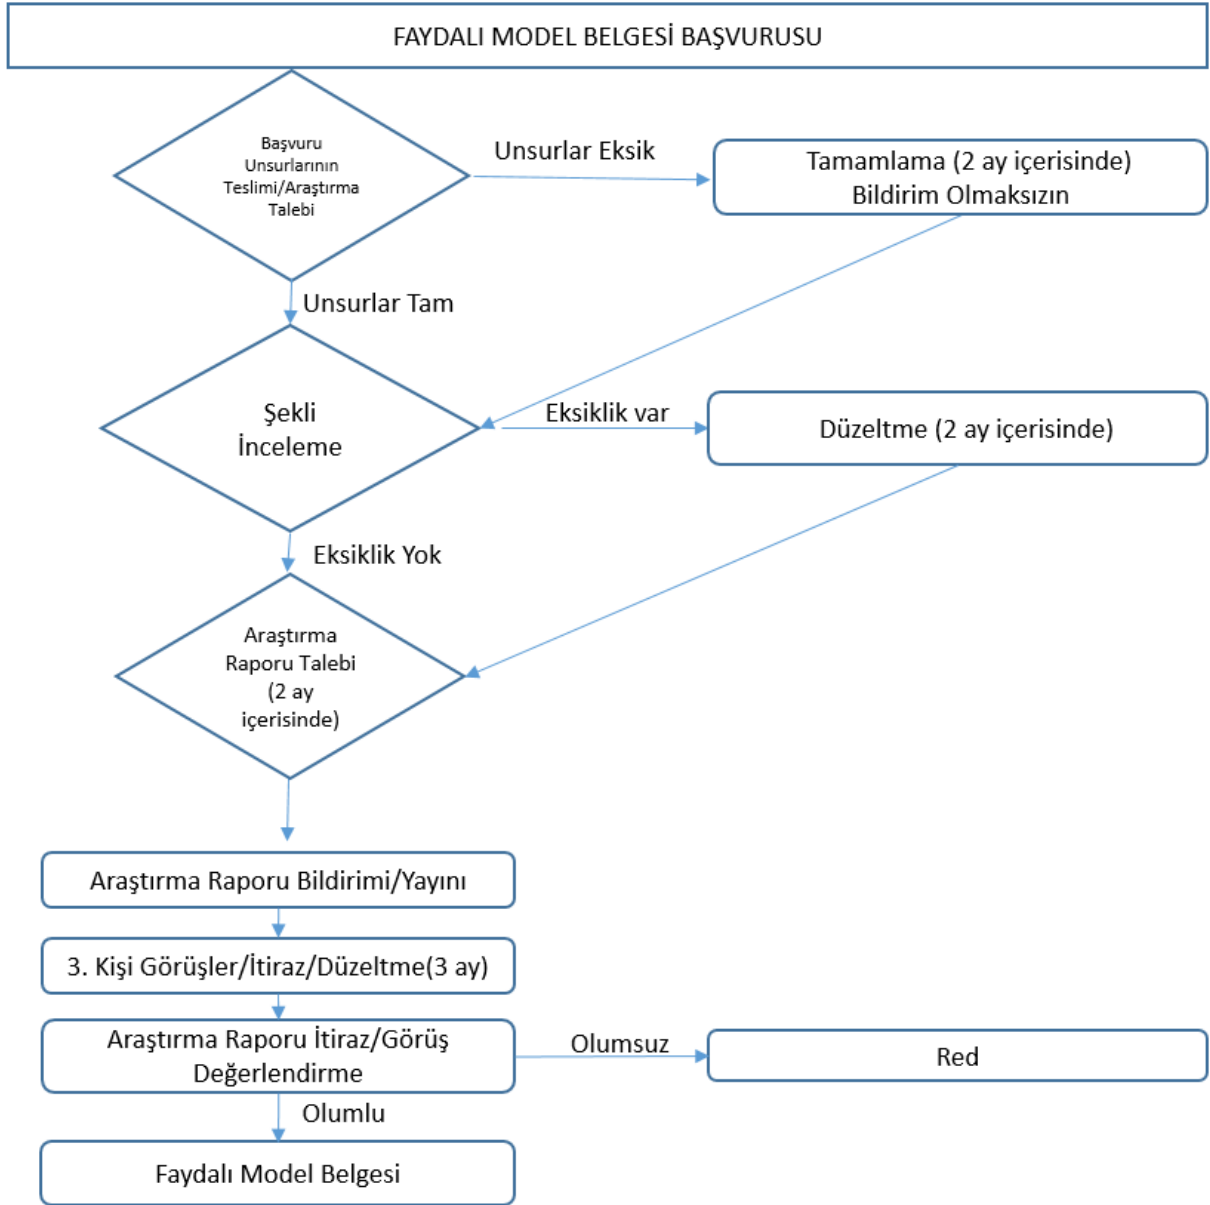 FAYDALI MODEL BELGESİ BAŞVURUSU
Başvuru
Unsurlarının
Teslimi/Araştırma
Talebi
Unsurlar Eksik
Tamamlama (2 ay içerisinde)
Bildirim Olmaksızın
Unsurlar Tam
Şekli
İnceleme
Eksiklik var
Düzeltme (2 ay içerisinde)
Eksiklik Yok
Araştırma
Raporu Talebi
(2 ay
içerisinde)
Araştırma Raporu Bildirimi/Yayını
3. Kişi Görüşler/İtiraz/Düzeltme(3 ay)
Araştırma Raporu İtiraz/Görüş
Değerlendirme
Olumsuz
Red
Olumlu
Faydalı Model Belgesi